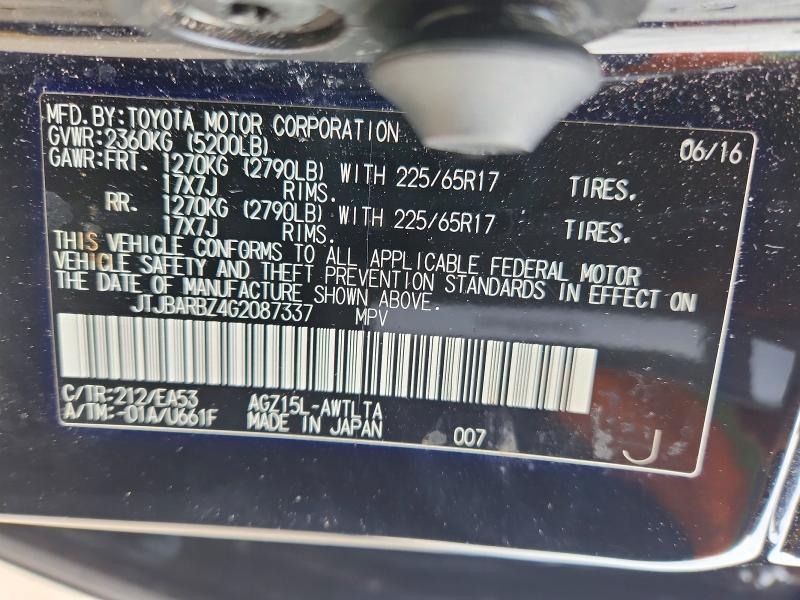 MFD.BY:TOYOTA MOTOR CORPORATION 06/16
GVWR:2360KG (5200LB)
GAWR:FRT. 1270KG (2790LB) WITH 225/65R17 TIRES.
17X7J RIMS.
RR. 1270KG (2790LB) WITH 225/65R17 TIRES.
17X7J RIMS.
THIS VEHICLE CONFORMS TO ALL APPLICABLE FEDERAL MOTOR
VEHICLE SAFETY AND THEFT PREVENTION STANDARDS IN EFFECT ON
THE DATE OF MANUFACTURE SHOWN ABOVE.
JTJBARBZ4G2087337 MPV
C/TR:212/EA53 AGZ15L-AWTLTA
A/TM:-01A/U661F MADE IN JAPAN 007 J